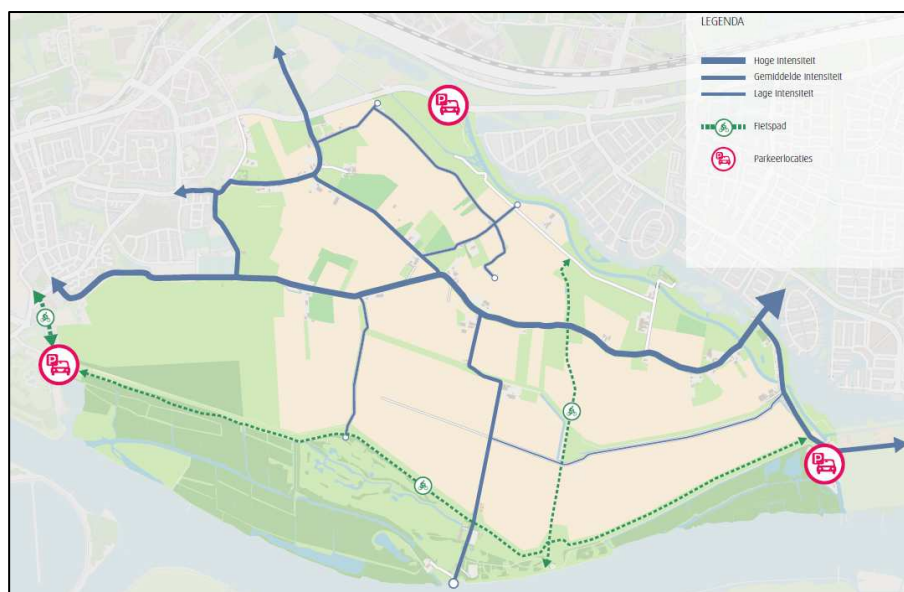 LEGENDA
Hoge intensiteit
Gemiddelde intensiteit
Lage intensiteit
Fietspad
P
Parkeerlocaties
P
P
P